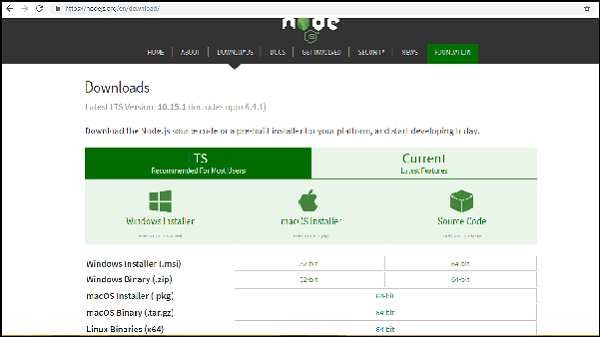 https://nodejs.org/en/download/
node
HOME | ABOUT | DOWNLOADS | DOCS | GET INVOLVED | SECURITY | NEWS FOUNDATION
Downloads
Latest LTS Version: 10.15.1 (includes npm 6.4.1)
Download the Node.js source code or a pre-built installer for your platform, and start developing today.
TS Current
Recommended For Most Users Latest Features
Windows Installer macOS Installer Source Code
Windows Installer (.msi) 32-bit 64-bit
Windows Binary (.zip) 32-bit 64-bit
macOS Installer (.pkg) 64-bit
macOS Binary (.tar.gz) 64-bit
Linux Binaries (x64) 64-bit